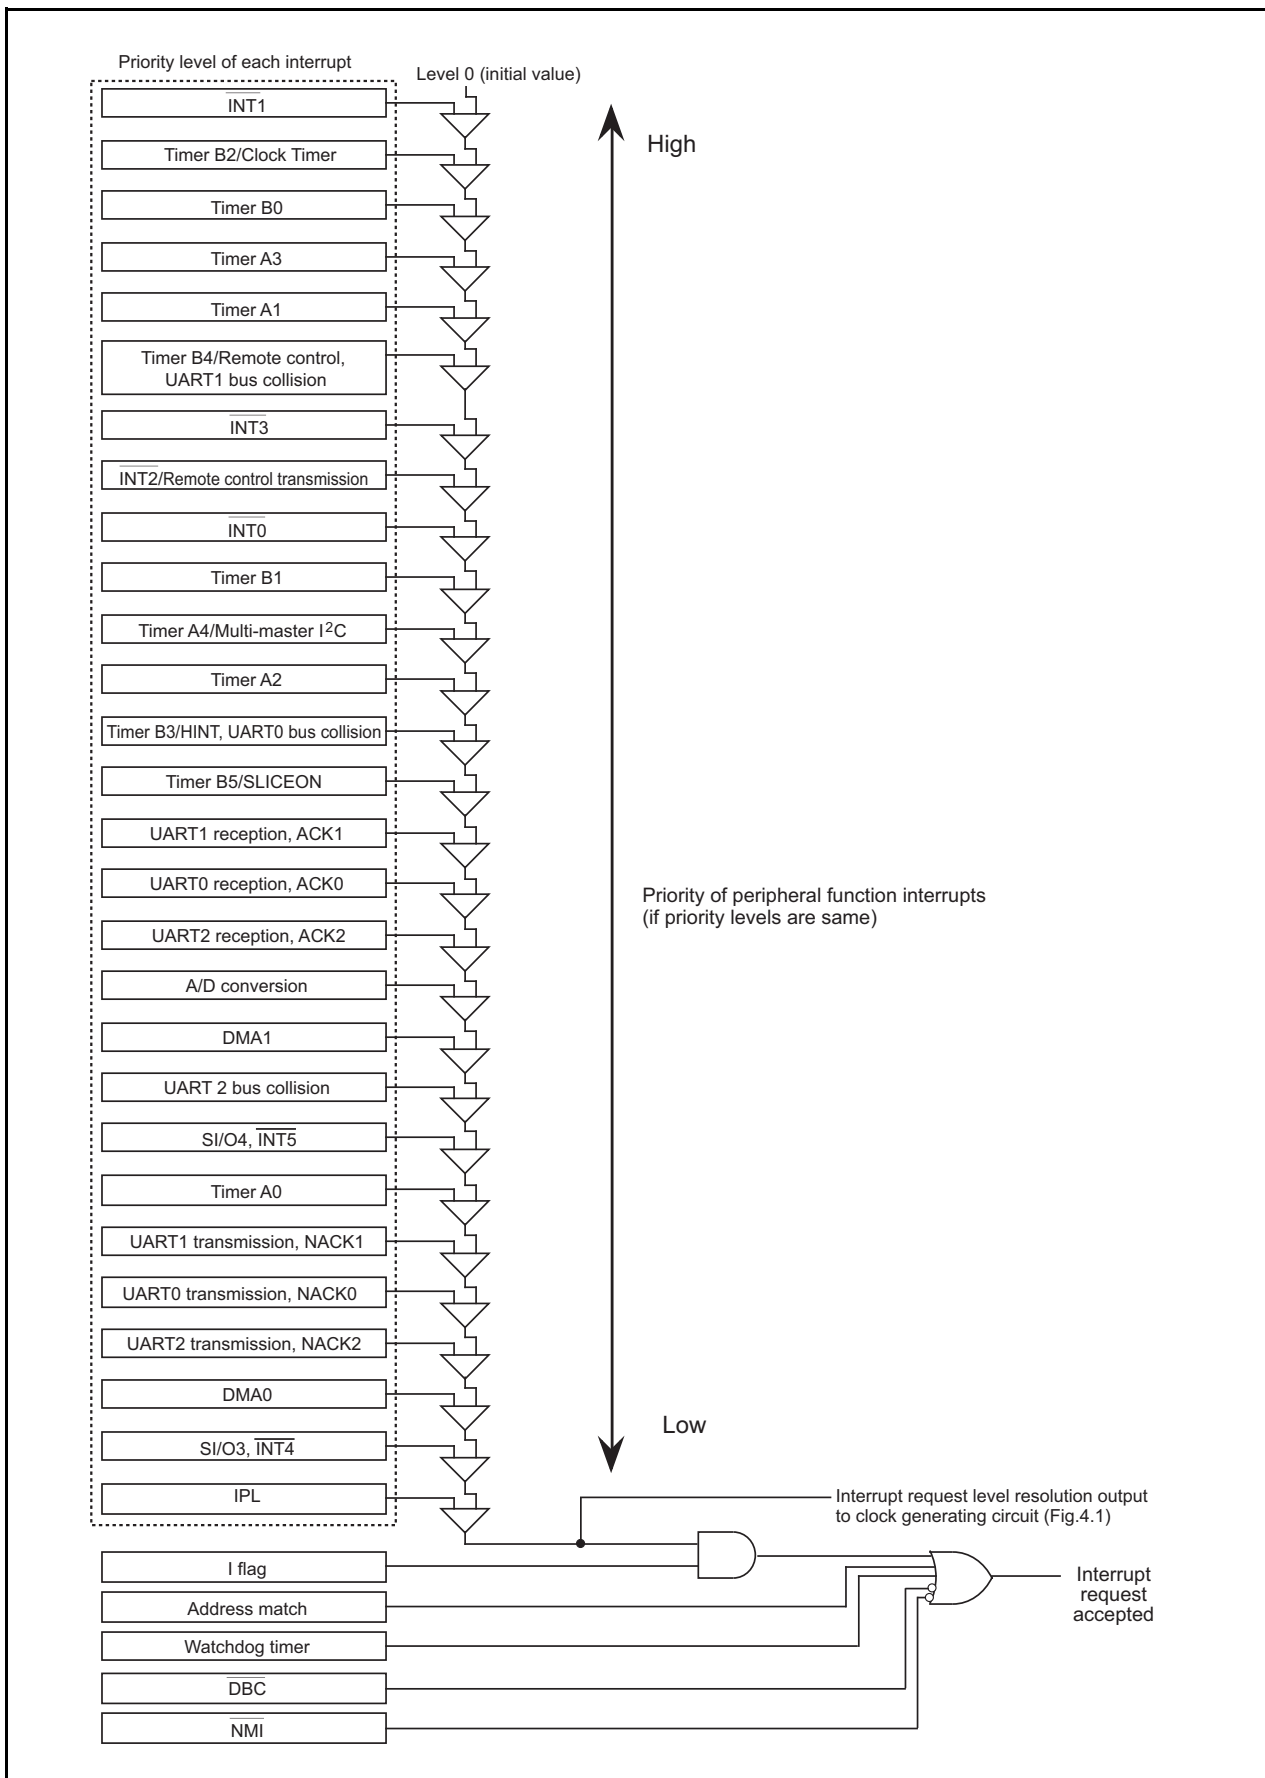 Priority level of each interrupt
Level 0 (initial value)
INT1
High
Timer B2/Clock Timer
Timer B0
Timer A3
Timer A1
Timer B4/Remote control,
UART1 bus collision
INT3
INT2/Remote control transmission
INT0
Timer B1
Timer A4/Multi-master I²C
Timer A2
Timer B3/HINT, UART0 bus collision
Timer B5/SLICEON
UART1 reception, ACK1
UART0 reception, ACK0
Priority of peripheral function interrupts
(if priority levels are same)
UART2 reception, ACK2
A/D conversion
DMA1
UART 2 bus collision
SI/O4, INT5
Timer A0
UART1 transmission, NACK1
UART0 transmission, NACK0
UART2 transmission, NACK2
DMA0
Low
SI/O3, INT4
IPL
Interrupt request level resolution output
to clock generating circuit (Fig.4.1)
I flag
Address match
Watchdog timer
DBC
NMI
Interrupt
request
accepted